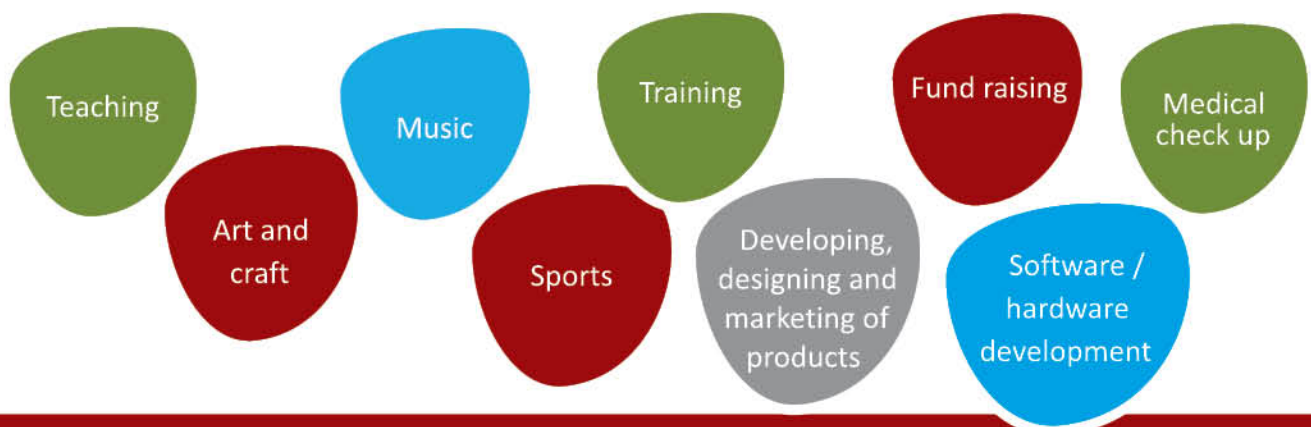 Teaching
Art and
craft
Music
Sports
Training
Developing,
designing and
marketing of
products
Fund raising
Software /
hardware
development
Medical
check up